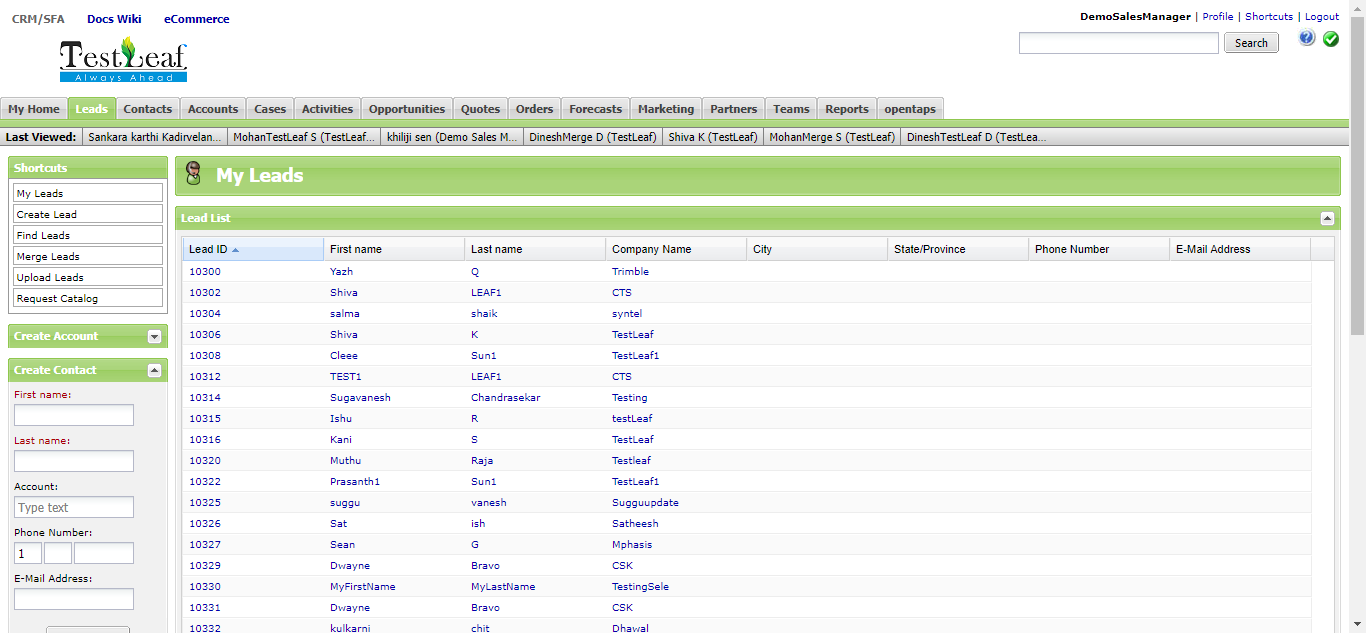 CRM/SFA Docs Wiki eCommerce
DemoSalesManager | Profile | Shortcuts | Logout
TestLeaf
Always Ahead
Search
My Home Leads Contacts Accounts Cases Activities Opportunities Quotes Orders Forecasts Marketing Partners Teams Reports opentaps
Last Viewed: Sankara karthi Kadirvelan... MohanTestLeaf S (TestLeaf... khiliji sen (Demo Sales M... DineshMerge D (TestLeaf) Shiva K (TestLeaf) MohanMerge S (TestLeaf) DineshTestLeaf D (TestLea...
Shortcuts
My Leads
Create Lead
Find Leads
Merge Leads
Upload Leads
Request Catalog
Create Account
Create Contact
First name:
Last name:
Account:
Type text
Phone Number:
1
E-Mail Address:
My Leads
Lead List
Lead ID First name Last name Company Name City State/Province Phone Number E-Mail Address
10300 Yazh Q Trimble
10302 Shiva LEAF1 CTS
10304 salma shaik syntel
10306 Shiva K TestLeaf
10308 Cleee Sun1 TestLeaf1
10312 TEST1 LEAF1 CTS
10314 Sugavanesh Chandrasekar Testing
10315 Ishu R testLeaf
10316 Kani S TestLeaf
10320 Muthu Raja Testleaf
10322 Prasanth1 Sun1 TestLeaf1
10325 suggu vanesh Sugguupdate
10326 Sat ish Satheesh
10327 Sean G Mphasis
10329 Dwayne Bravo CSK
10330 MyFirstName MyLastName TestingSele
10331 Dwayne Bravo CSK
10332 kulkarni chit Dhawal